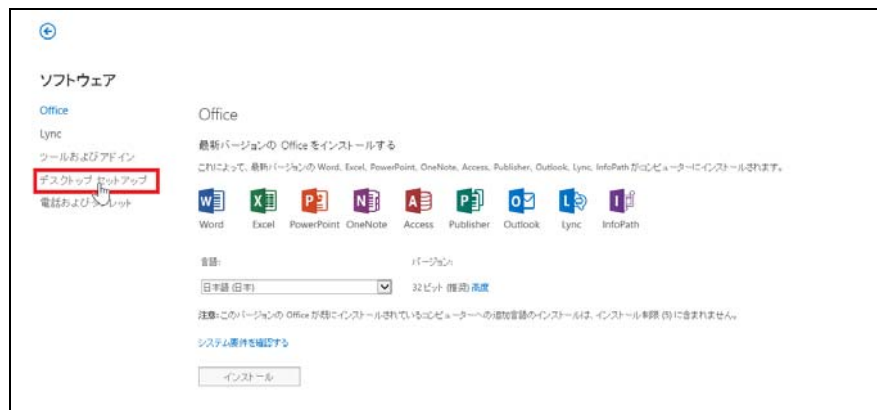 ソフトウェア
Office
Lync
ツールおよびアドイン
デスクトップ セットアップ
電話およびタブレット
Office
最新バージョンの Office をインストールする
これによって、最新バージョンの Word, Excel, PowerPoint, OneNote, Access, Publisher, Outlook, Lync, InfoPath がコンピューターにインストールされます。
Word Excel PowerPoint OneNote Access Publisher Outlook Lync InfoPath
言語: バージョン:
日本語 (日本) 32 ビット (推奨) 高度
注意:このバージョンの Office が既にインストールされているコンピューターへの追加言語のインストールは、インストール制限 (5) に含まれません。
システム要件を確認する
インストール